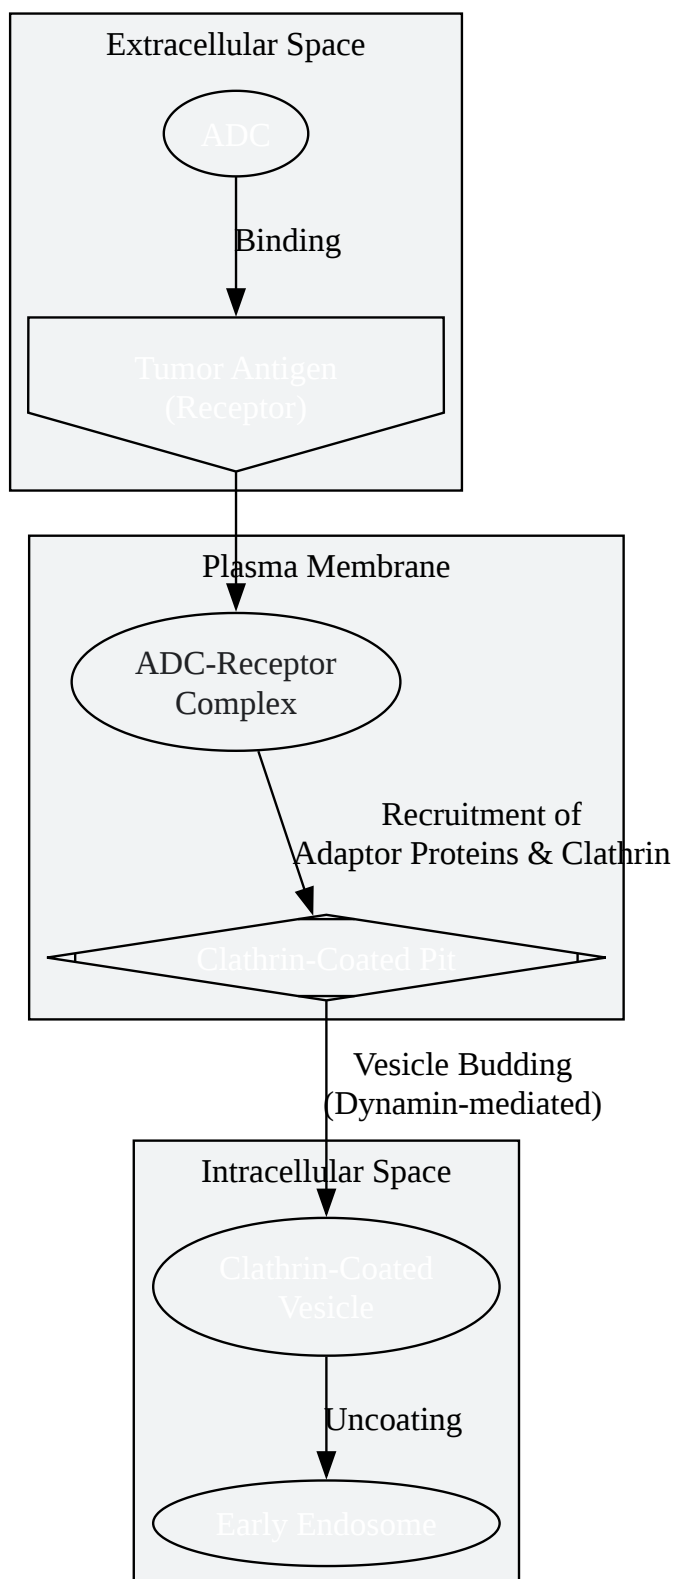 Extracellular Space
ADC
Binding
Tumor Antigen
(Receptor)
Plasma Membrane
ADC-Receptor
Complex
Recruitment of
Adaptor Proteins & Clathrin
Clathrin-Coated Pit
Vesicle Budding
(Dynamin-mediated)
Intracellular Space
Clathrin-Coated
Vesicle
Uncoating
Early Endosome